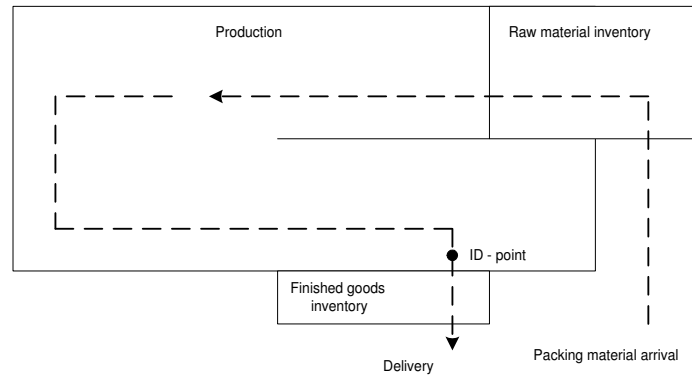 Production
Raw material inventory
ID - point
Finished goods
inventory
Delivery
Packing material arrival